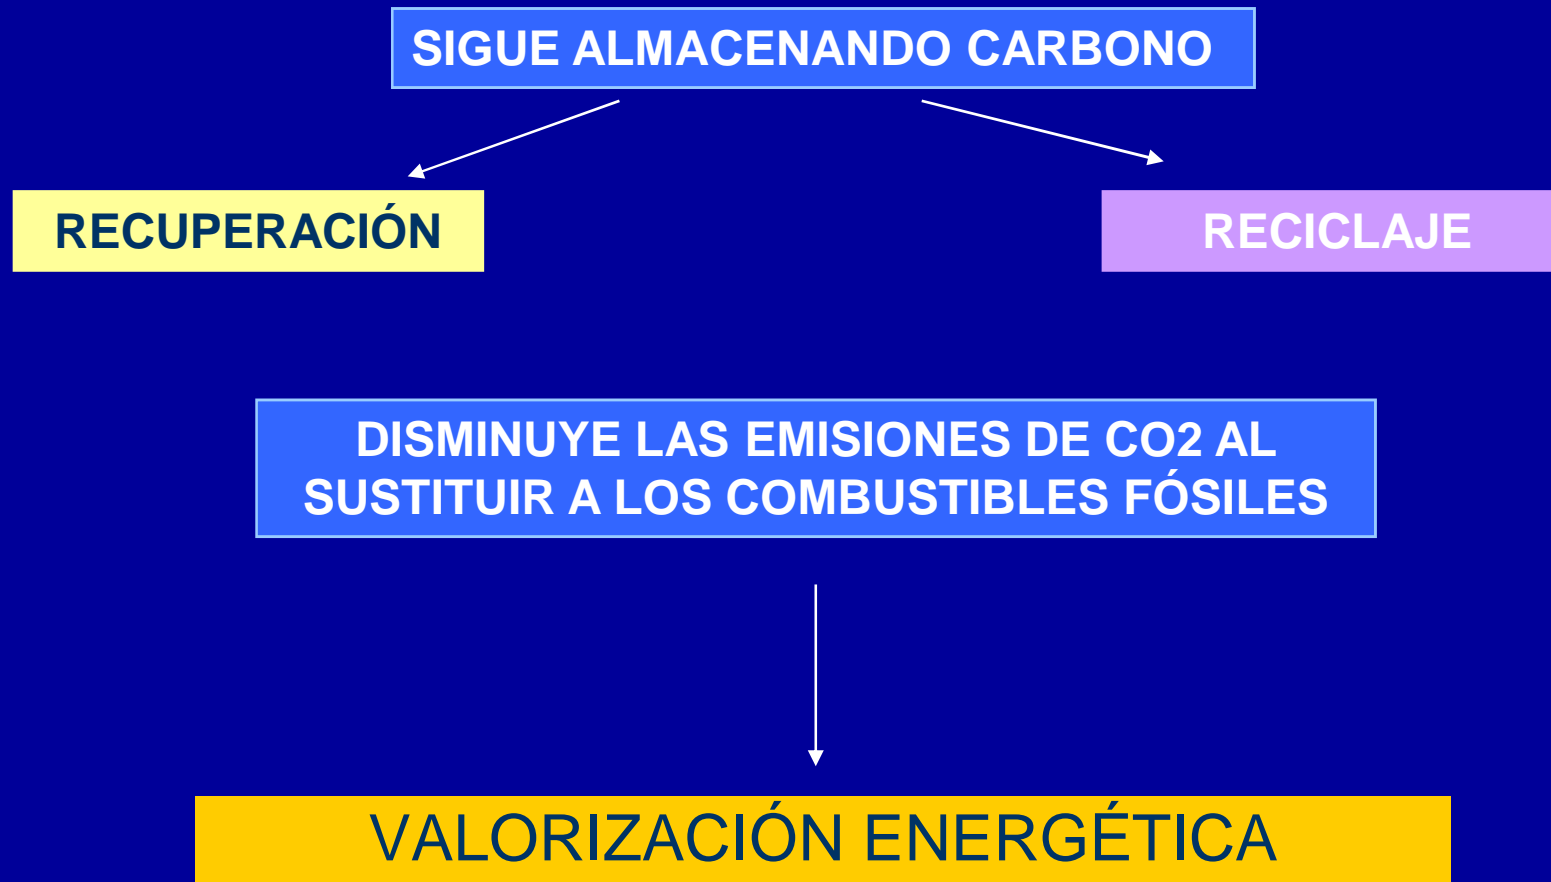 SIGUE ALMACENANDO CARBONO
RECUPERACIÓN
RECICLAJE
DISMINUYE LAS EMISIONES DE CO2 AL
SUSTITUIR A LOS COMBUSTIBLES FÓSILES
VALORIZACIÓN ENERGÉTICA